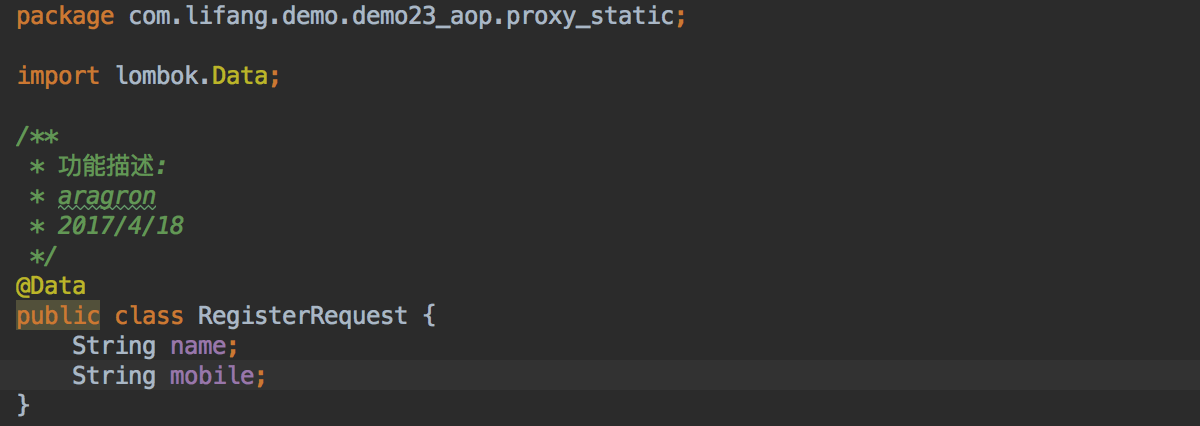 package com.lifang.demo.demo23_aop.proxy_static;
import lombok.Data;
/**
 * 功能描述:
 * aragron
 * 2017/4/18
 */
@Data
public class RegisterRequest {
    String name;
    String mobile;
}